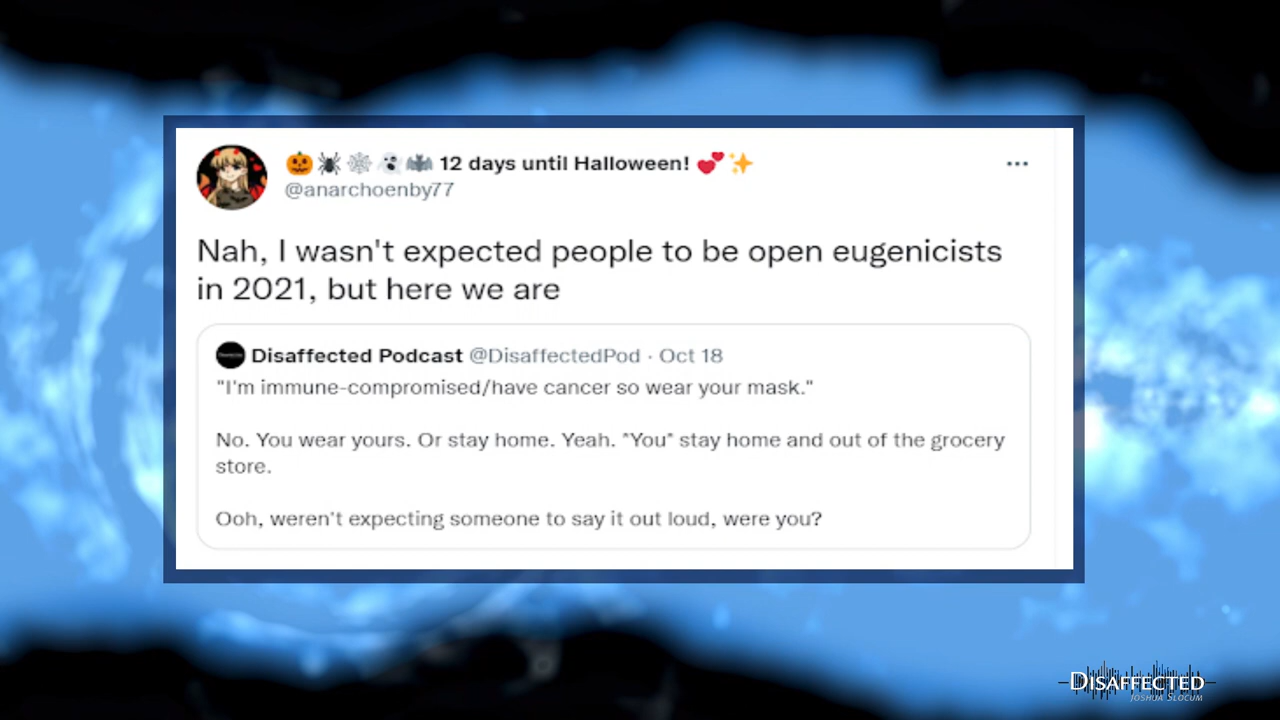 🎃🕷🕸👻🦇 12 days until Halloween! 💕✨
@anarchoenby77
Nah, I wasn't expected people to be open eugenicists
in 2021, but here we are
Disaffected Podcast @DisaffectedPod · Oct 18
"I'm immune-compromised/have cancer so wear your mask."
No. You wear yours. Or stay home. Yeah. *You* stay home and out of the grocery
store.
Ooh, weren't expecting someone to say it out loud, were you?
DISAFFECTED
JOSHUA SLOCUM